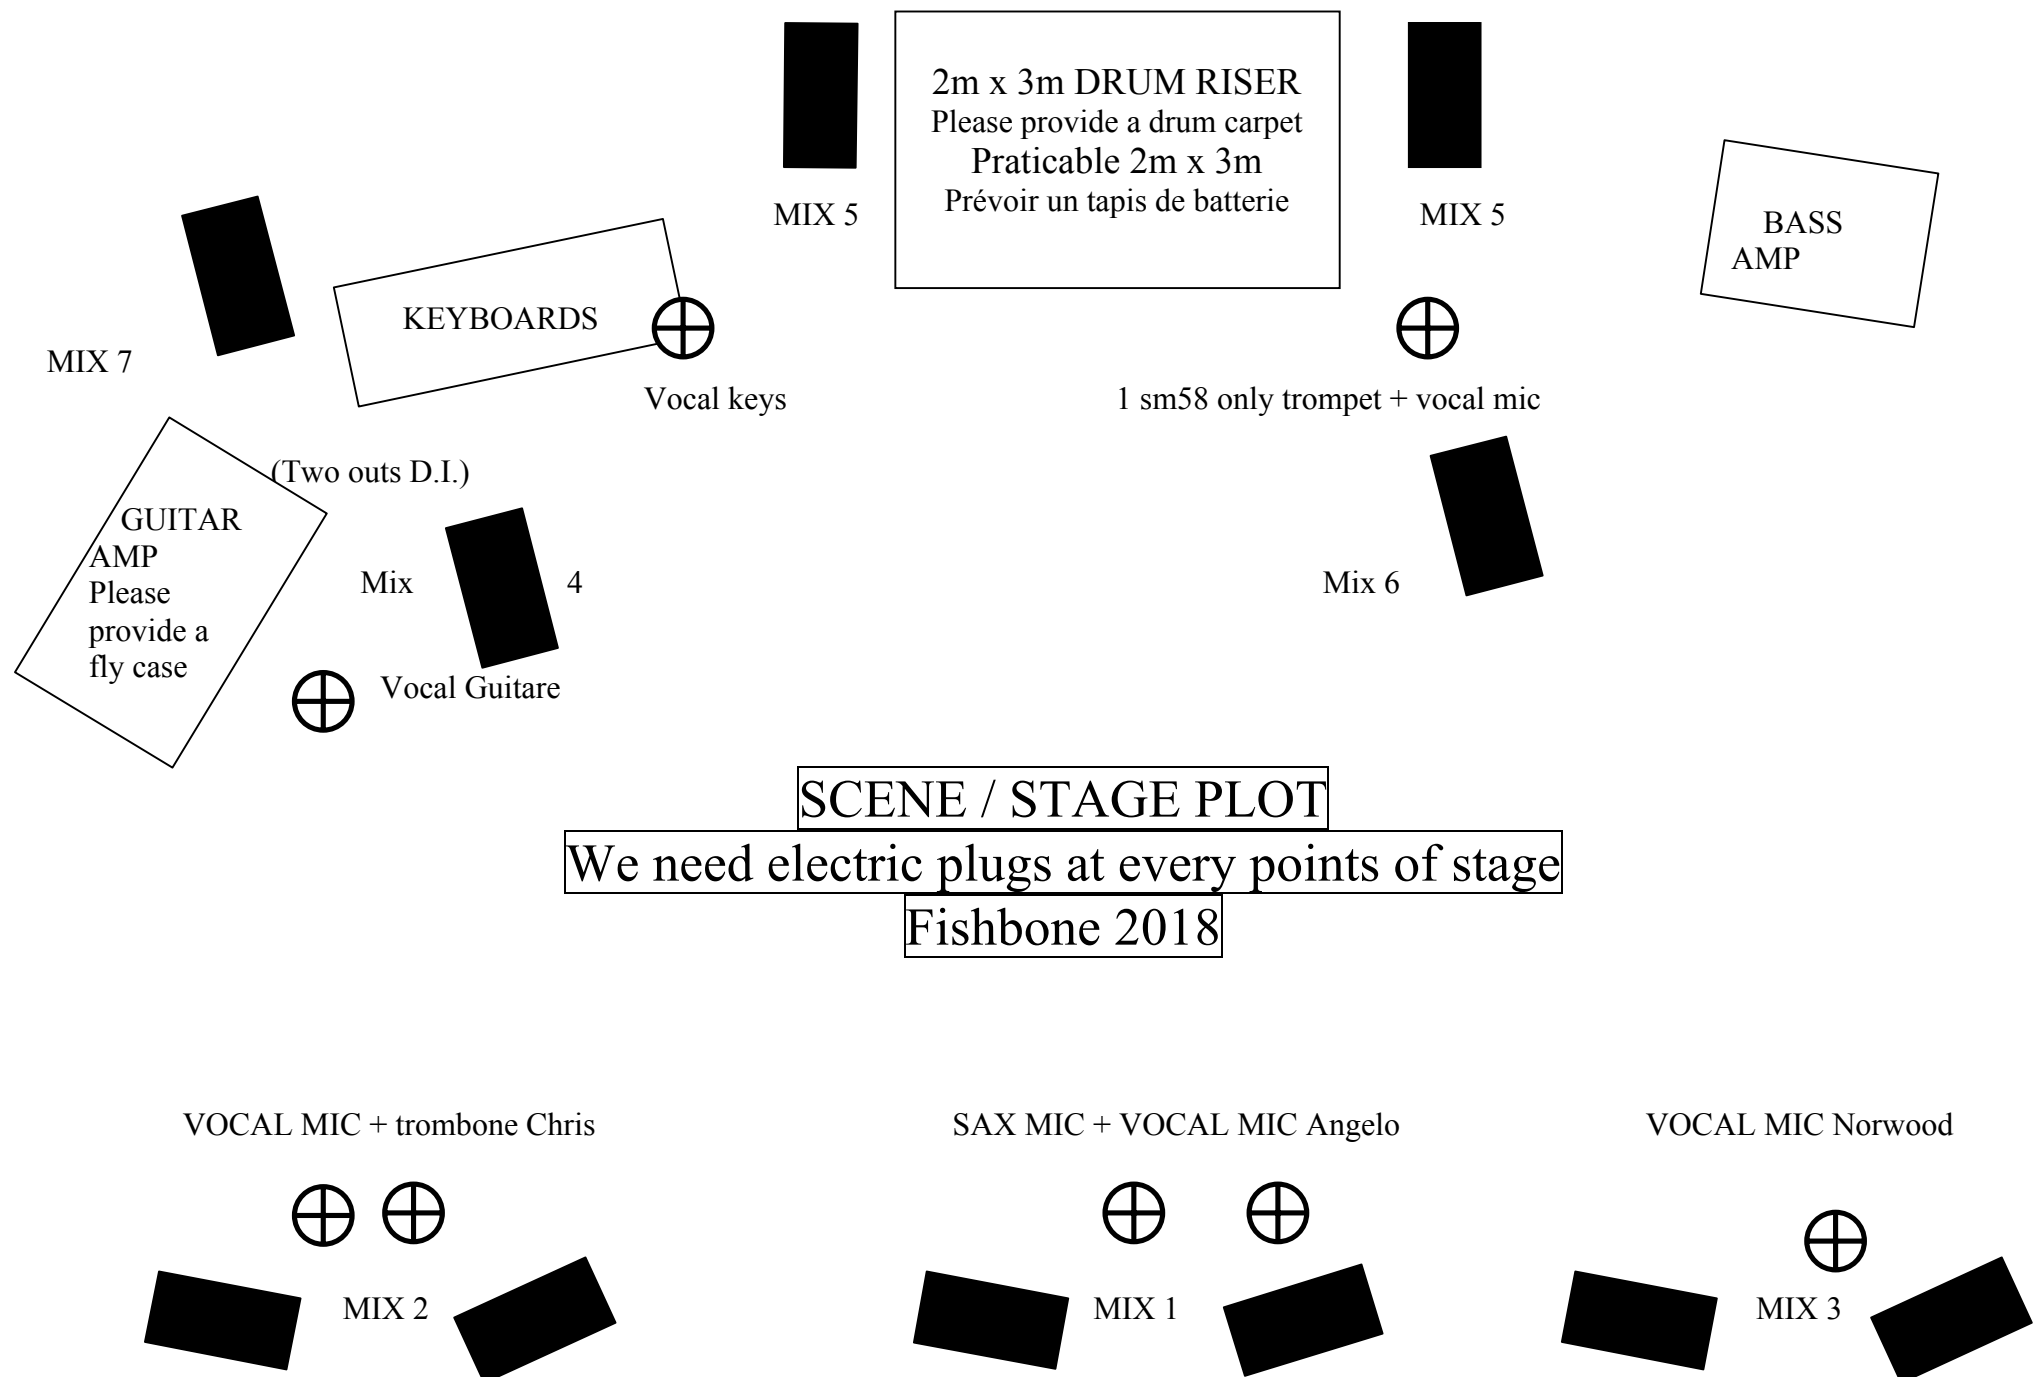 2m x 3m DRUM RISER
Please provide a drum carpet
Praticable 2m x 3m
Prévoir un tapis de batterie
MIX 5
MIX 5
BASS
AMP
KEYBOARDS
MIX 7
Vocal keys
1 sm58 only trompet + vocal mic
(Two outs D.I.)
GUITAR
AMP
Please
provide a
fly case
Mix 4
Mix 6
Vocal Guitare
SCENE / STAGE PLOT
We need electric plugs at every points of stage
Fishbone 2018
VOCAL MIC + trombone Chris
SAX MIC + VOCAL MIC Angelo
VOCAL MIC Norwood
MIX 2
MIX 1
MIX 3